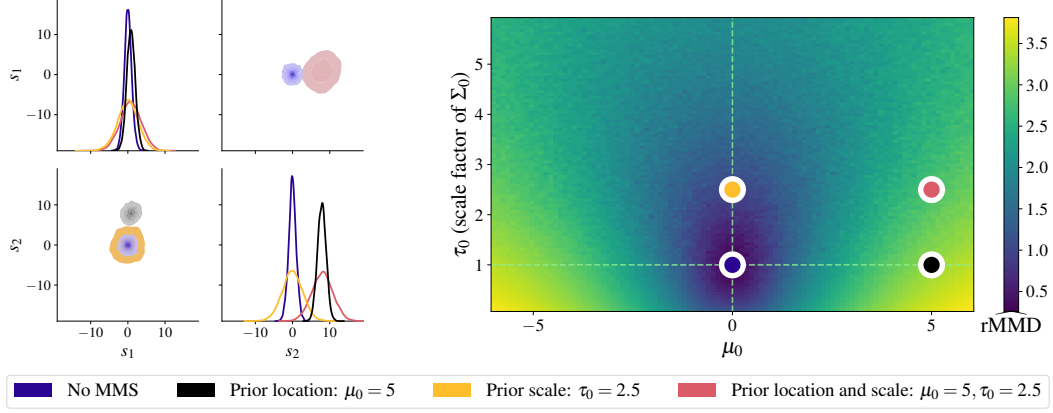 10
0
−10
s₁
10
0
−10
s₂
−10 0 10
s₁
−10 0 10
s₂
5
4
3
2
1
τ₀ (scale factor of Σ₀)
−5 0 5
μ₀
3.5
3.0
2.5
2.0
1.5
1.0
0.5
rMMD
No MMS
Prior location: μ₀ = 5
Prior scale: τ₀ = 2.5
Prior location and scale: μ₀ = 5, τ₀ = 2.5